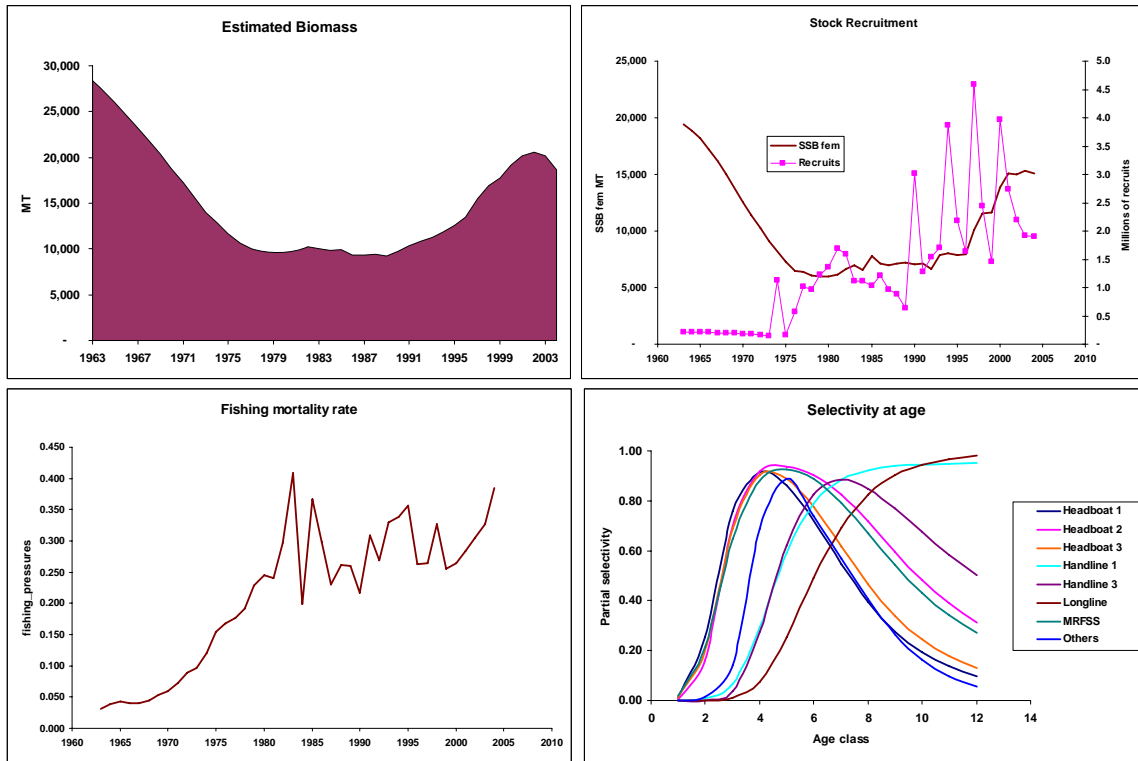 Estimated Biomass
30,000
25,000
20,000
15,000
10,000
5,000
-
MT
1963 1967 1971 1975 1979 1983 1987 1991 1995 1999 2003
Stock Recruitment
25,000
20,000
15,000
10,000
5,000
-
SSB fem MT
SSB fem
Recruits
5.0
4.5
4.0
3.5
3.0
2.5
2.0
1.5
1.0
0.5
-
Millions of recruits
1960 1965 1970 1975 1980 1985 1990 1995 2000 2005 2010
Fishing mortality rate
0.450
0.400
0.350
0.300
0.250
0.200
0.150
0.100
0.050
0.000
fishing_pressures
1960 1965 1970 1975 1980 1985 1990 1995 2000 2005 2010
Selectivity at age
1.00
0.80
0.60
0.40
0.20
0.00
Partial selectivity
0 2 4 6 8 10 12 14
Age class
Headboat 1
Headboat 2
Headboat 3
Handline 1
Handline 3
Longline
MRFSS
Others